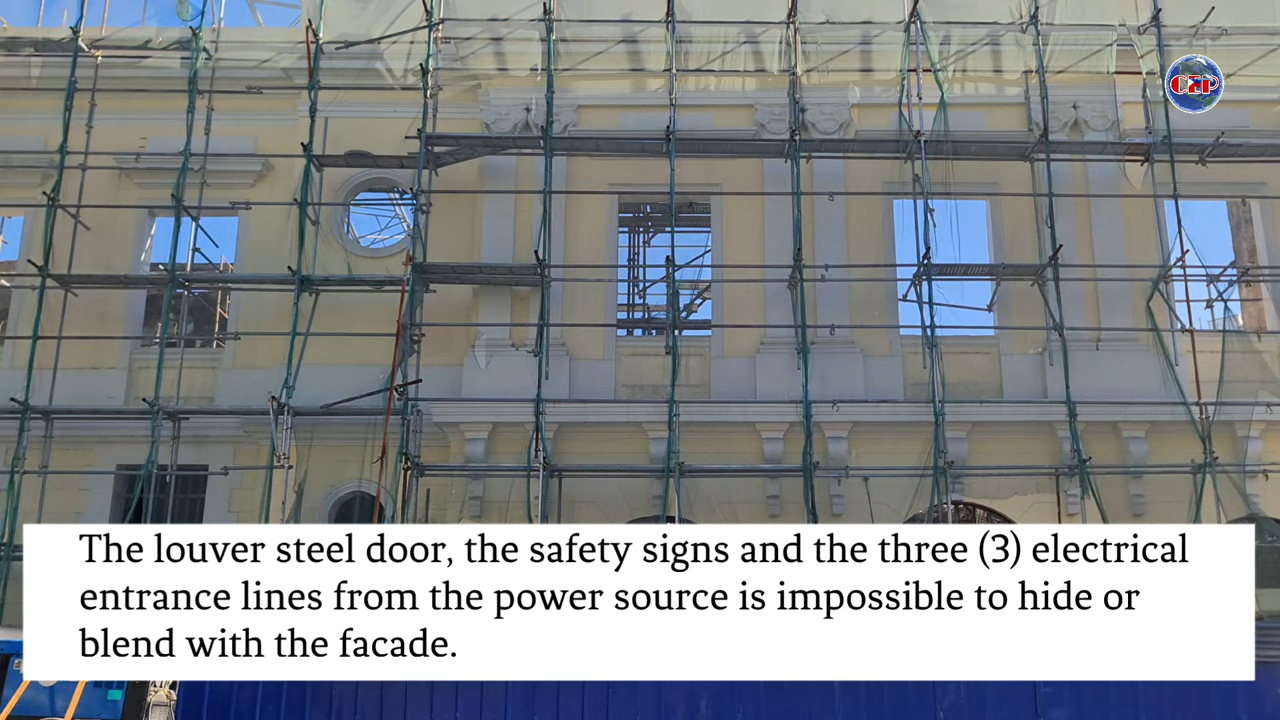 CEP
The louver steel door, the safety signs and the three (3) electrical
entrance lines from the power source is impossible to hide or
blend with the facade.